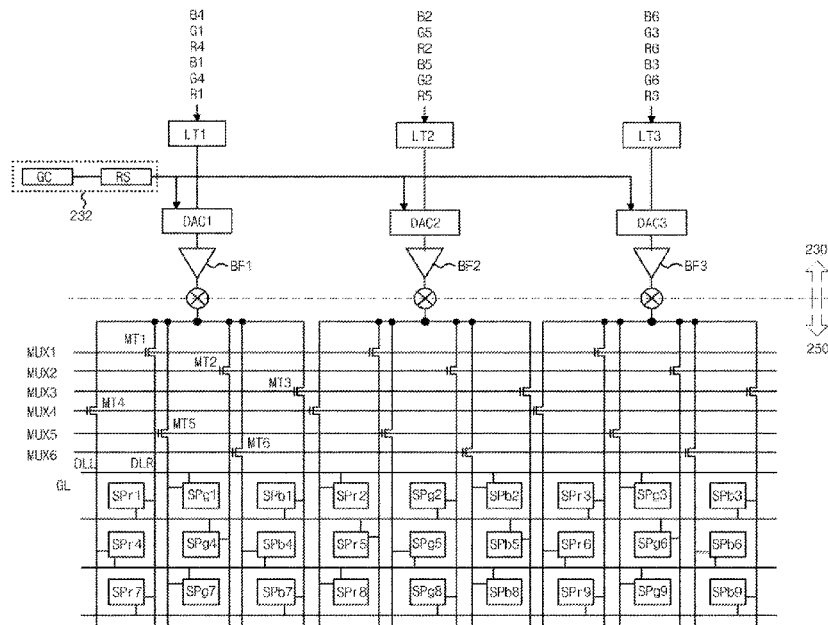 B4 B2 B6
G1 G5 G3
R4 R2 R6
B1 B5 B3
G4 G2 G6
R1 R5 R3
LT1 LT2 LT3
GC RS
232 DAC1 DAC2 DAC3
BF1 BF2 BF3 230
MT1
MUX1 250
MT2
MUX2
MT3
MUX3
MUX4 MT4
MT5
MUX5
MT6
MUX6
DLL DLR
GL
SPr1 SPg1 SPb1 SPr2 SPg2 SPb2 SPr3 SPg3 SPb3
SPr4 SPg4 SPb4 SPr5 SPg5 SPb5 SPr6 SPg6 SPb6
SPr7 SPg7 SPb7 SPr8 SPg8 SPb8 SPr9 SPg9 SPb9